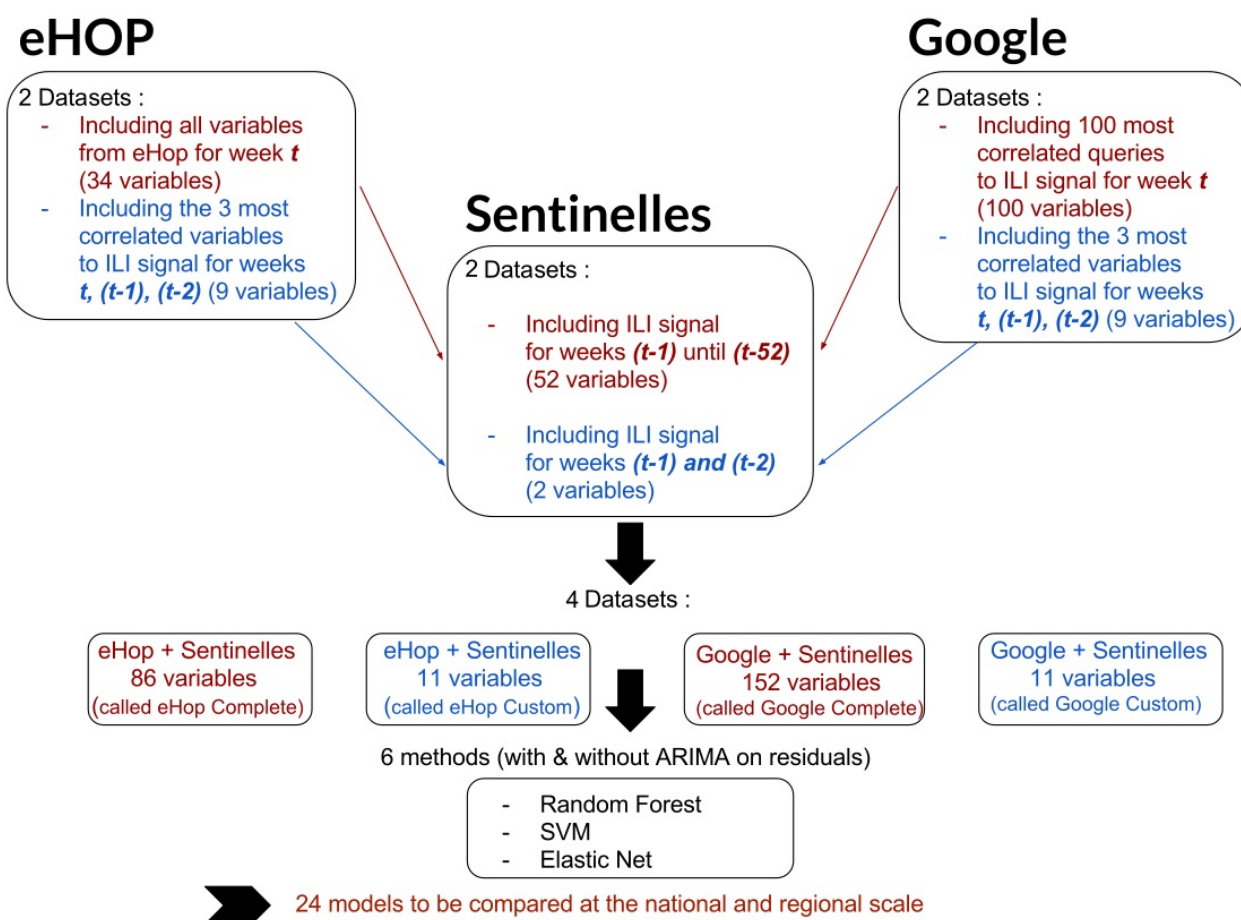 eHOP
2 Datasets :
- Including all variables
from eHop for week t
(34 variables)
- Including the 3 most
correlated variables
to ILI signal for weeks
t, (t-1), (t-2) (9 variables)
Google
2 Datasets :
- Including 100 most
correlated queries
to ILI signal for week t
(100 variables)
- Including the 3 most
correlated variables
to ILI signal for weeks
t, (t-1), (t-2) (9 variables)
Sentinelles
2 Datasets :
- Including ILI signal
for weeks (t-1) until (t-52)
(52 variables)
- Including ILI signal
for weeks (t-1) and (t-2)
(2 variables)
4 Datasets :
eHop + Sentinelles
86 variables
(called eHop Complete)
eHop + Sentinelles
11 variables
(called eHop Custom)
Google + Sentinelles
152 variables
(called Google Complete)
Google + Sentinelles
11 variables
(called Google Custom)
6 methods (with & without ARIMA on residuals)
- Random Forest
- SVM
- Elastic Net
24 models to be compared at the national and regional scale